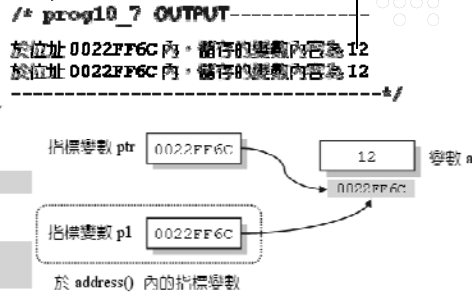 /* prog10_7 OUTPUT---------------
於位址 0022FF6C 內，儲存的變數內容為 12
於位址 0022FF6C 內，儲存的變數內容為 12
-----------------------------------*/
指標變數 ptr
0022FF6C
12
變數 a
0022FF6C
指標變數 p1
0022FF6C
於 address() 內的指標變數